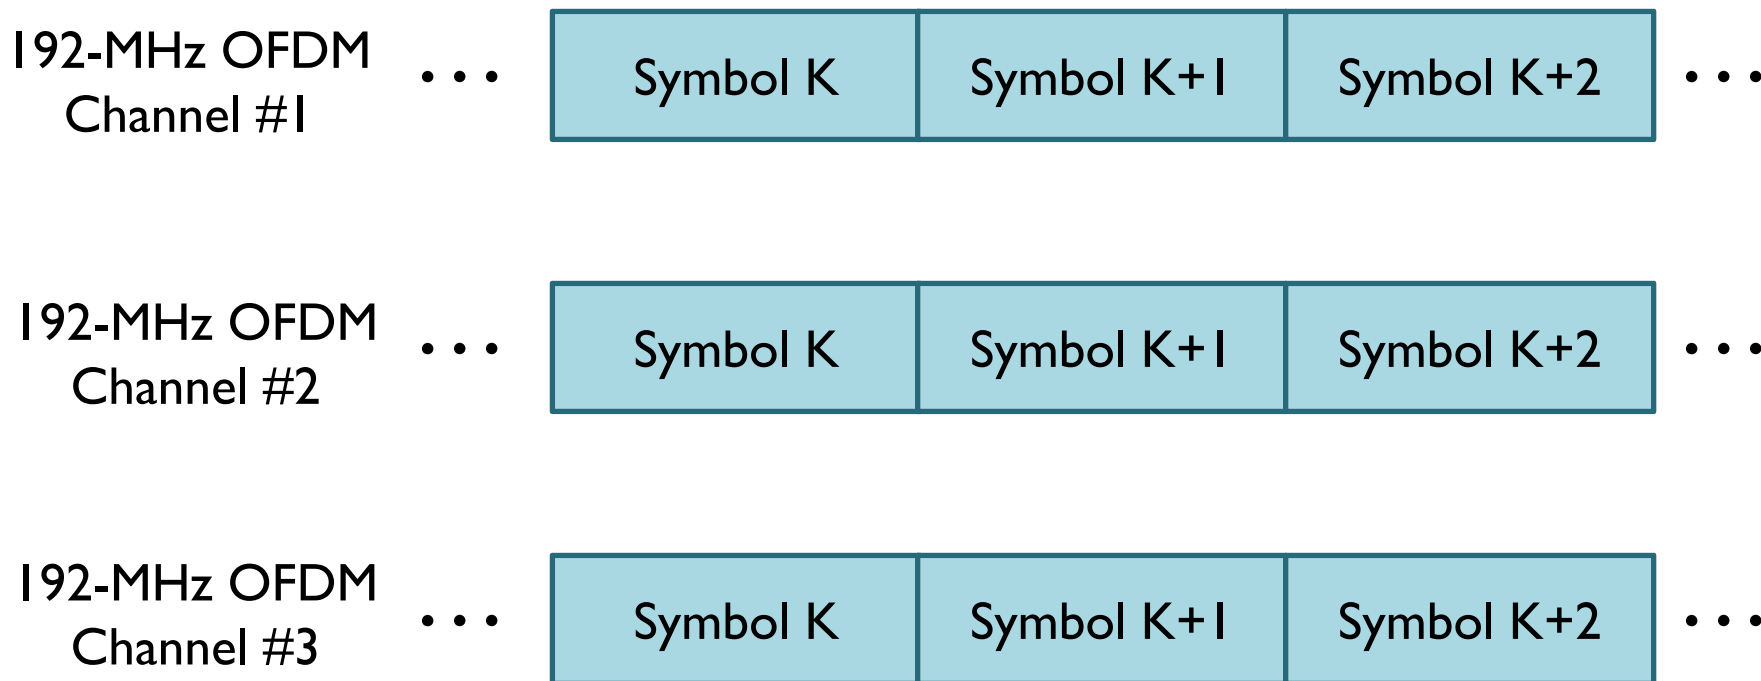 192-MHz OFDM
Channel #1
• • •
Symbol K
Symbol K+1
Symbol K+2
• • •
192-MHz OFDM
Channel #2
• • •
Symbol K
Symbol K+1
Symbol K+2
• • •
192-MHz OFDM
Channel #3
• • •
Symbol K
Symbol K+1
Symbol K+2
• • •